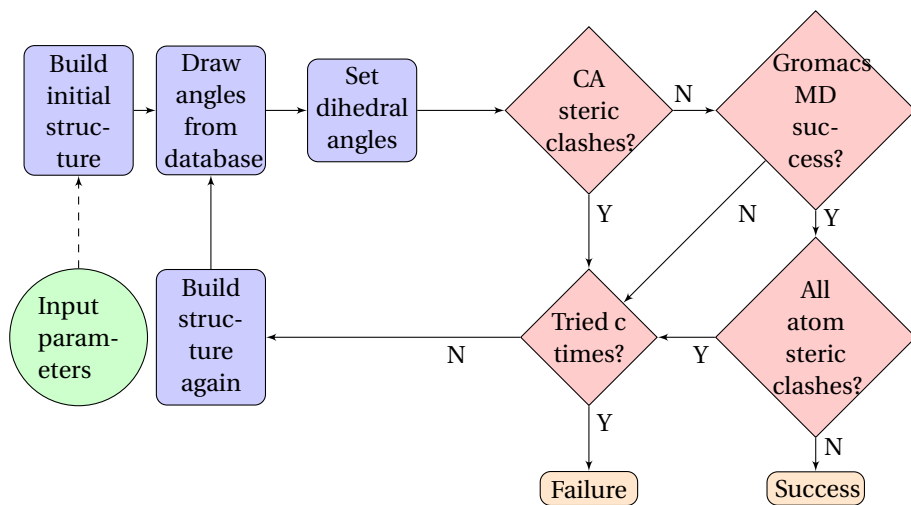 Build
initial
struc-
ture
Draw
angles
from
database
Set
dihedral
angles
CA
steric
clashes?
N
Gromacs
MD
suc-
cess?
Y
N
Y
Input
param-
eters
Build
struc-
ture
again
N
Tried c
times?
Y
All
atom
steric
clashes?
Y
N
Failure
Success